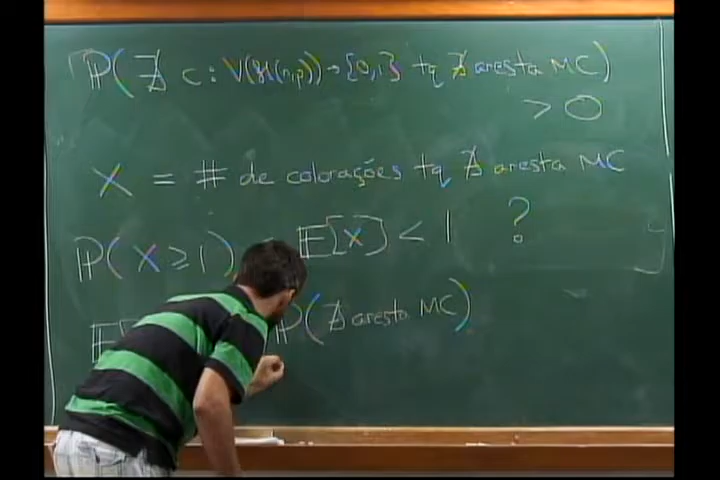 ℙ(∄ c: V(ℋ(n,p)) → {0,1} tq ∄ aresta MC)
> 0
X = # de colorações tq ∄ aresta MC
ℙ(X ≥ 1) E[X] < 1 ?
E ℙ(∄ aresta MC)